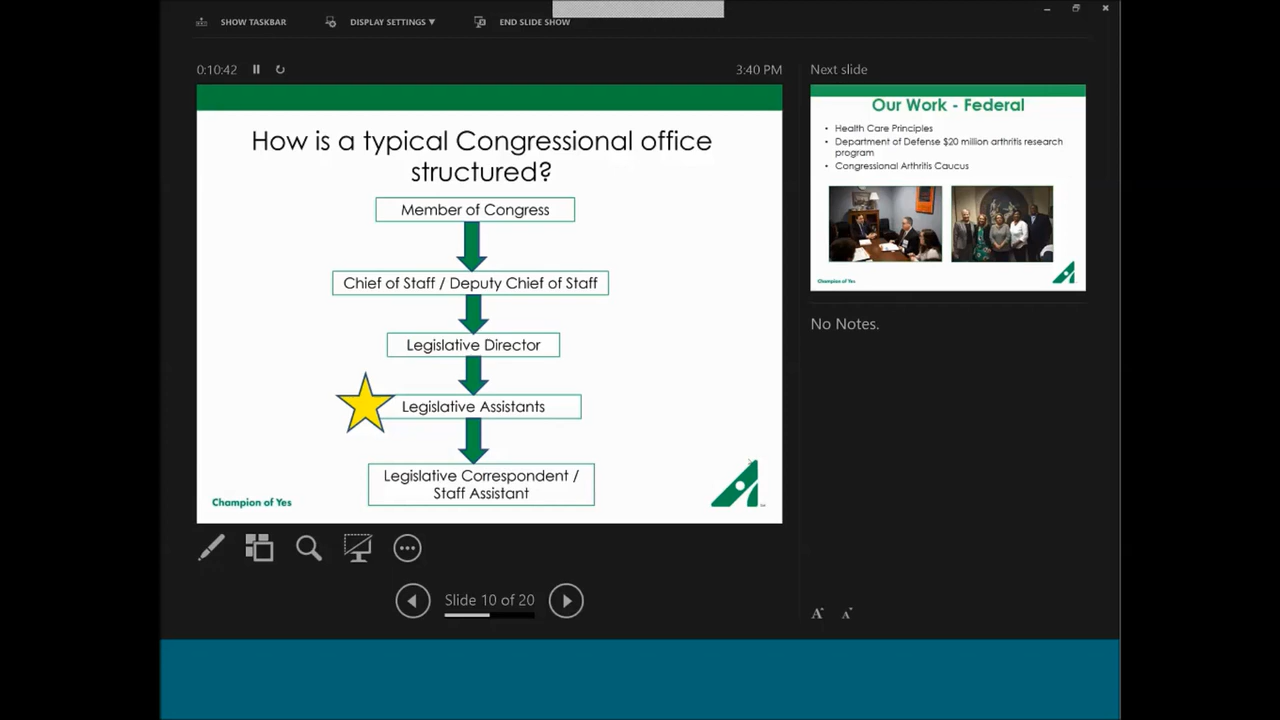 SHOW TASKBAR
DISPLAY SETTINGS ▼
END SLIDE SHOW
0:10:42
3:40 PM
How is a typical Congressional office
structured?
Member of Congress
Chief of Staff / Deputy Chief of Staff
Legislative Director
Legislative Assistants
Legislative Correspondent /
Staff Assistant
Champion of Yes
Slide 10 of 20
Next slide
Our Work - Federal
• Health Care Principles
• Department of Defense $20 million arthritis research
program
• Congressional Arthritis Caucus
Champion of Yes
No Notes.
A A